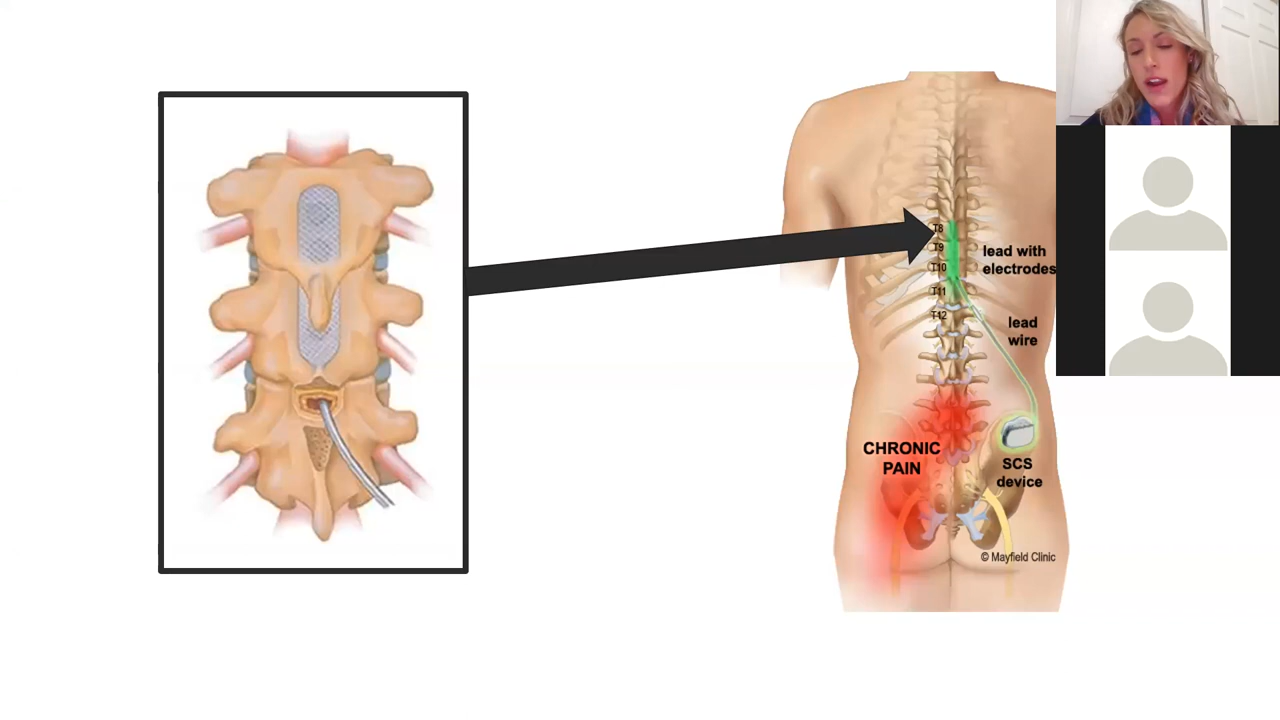 T8
T9
lead with
electrodes
T10
T11
T12
lead
wire
CHRONIC
PAIN
SCS
device
© Mayfield Clinic